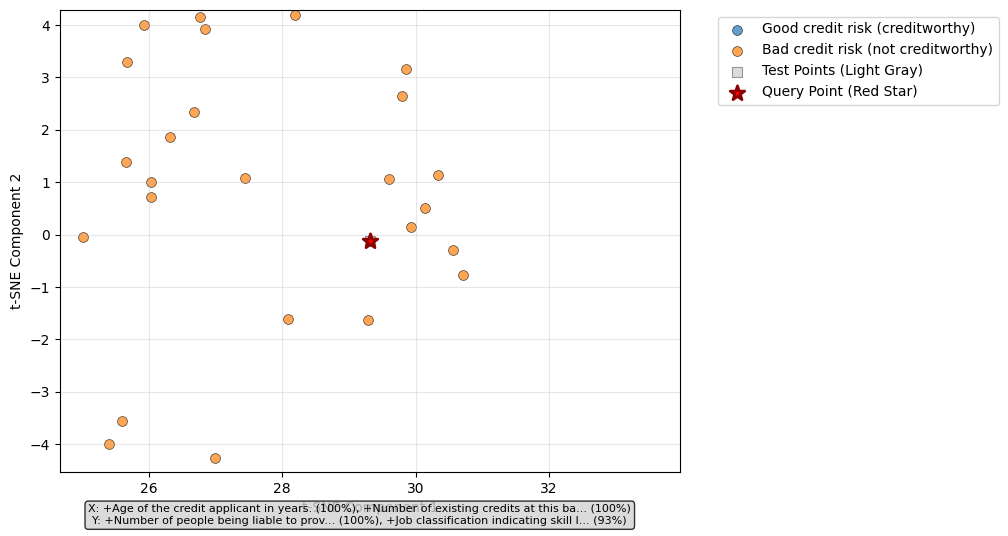 Good credit risk (creditworthy)
Bad credit risk (not creditworthy)
Test Points (Light Gray)
Query Point (Red Star)
t-SNE Component 2
4
3
2
1
0
−1
−2
−3
−4
26
28
30
32
X: +Age of the credit applicant in years. (100%), +Number of existing credits at this ba... (100%)
Y: +Number of people being liable to prov... (100%), +Job classification indicating skill l... (93%)